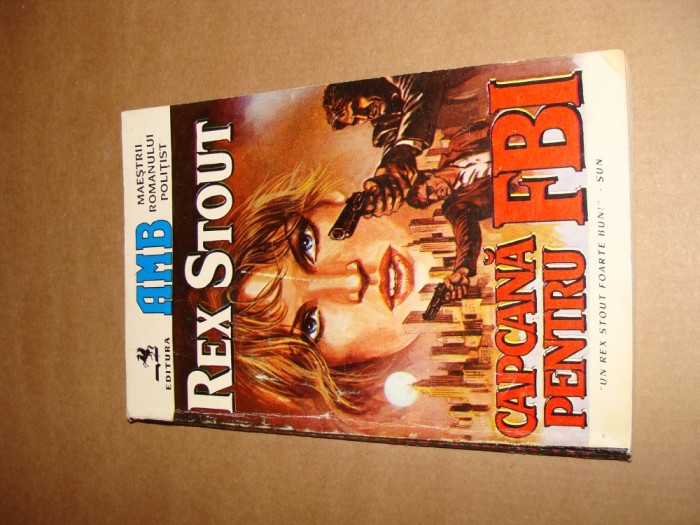 EDITURA AMB
MAEȘTRII
ROMANULUI
POLIȚIST
REX STOUT
CAPCANĂ
PENTRU
FBI
"UN REX STOUT FOARTE BUN!" - SUN